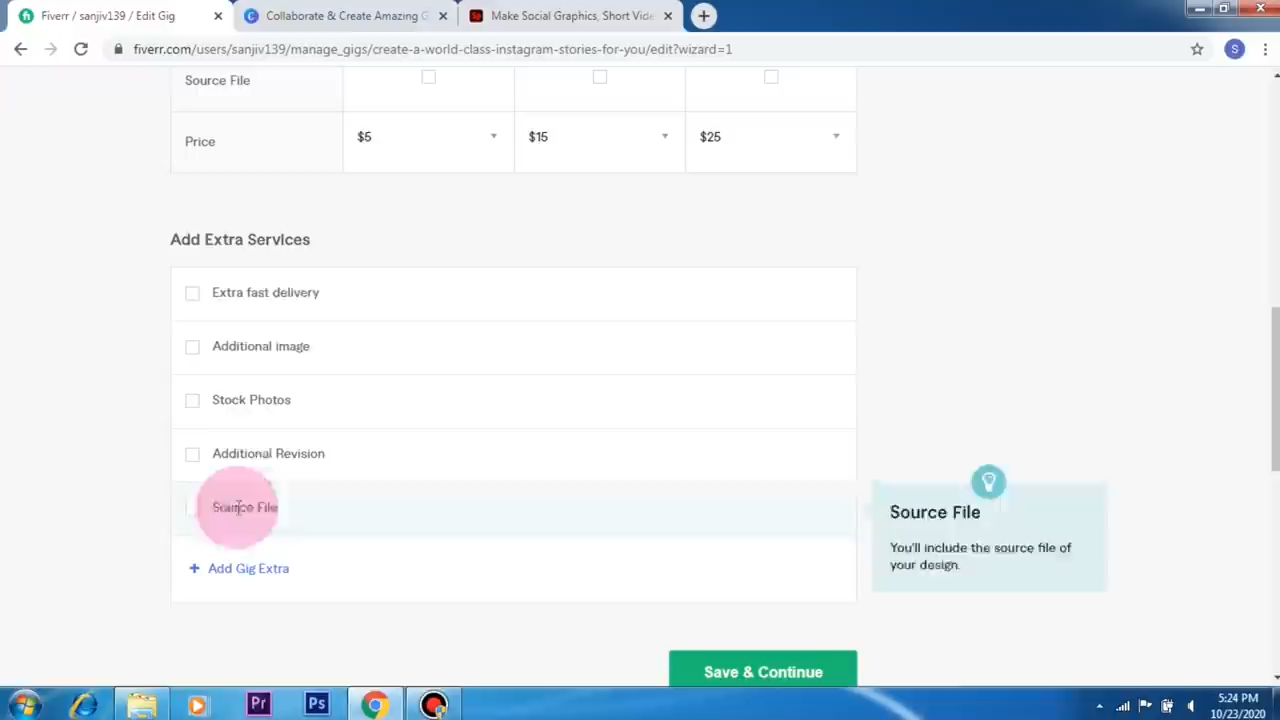 Fiverr / sanjiv139 / Edit Gig
Collaborate & Create Amazing G
Make Social Graphics, Short Vide
fiverr.com/users/sanjiv139/manage_gigs/create-a-world-class-instagram-stories-for-you/edit?wizard=1
S
Source File
Price
$5
$15
$25
Add Extra Services
Extra fast delivery
Additional image
Stock Photos
Additional Revision
Source File
+ Add Gig Extra
Source File
You'll include the source file of
your design.
Save & Continue
Pr
Ps
5:24 PM
10/23/2020